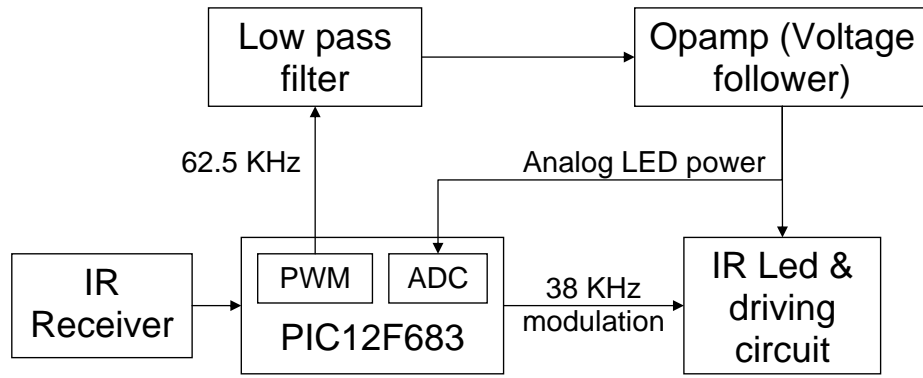 Low pass
filter
Opamp (Voltage
follower)
62.5 KHz
Analog LED power
IR
Receiver
PWM
ADC
PIC12F683
38 KHz
modulation
IR Led &
driving
circuit